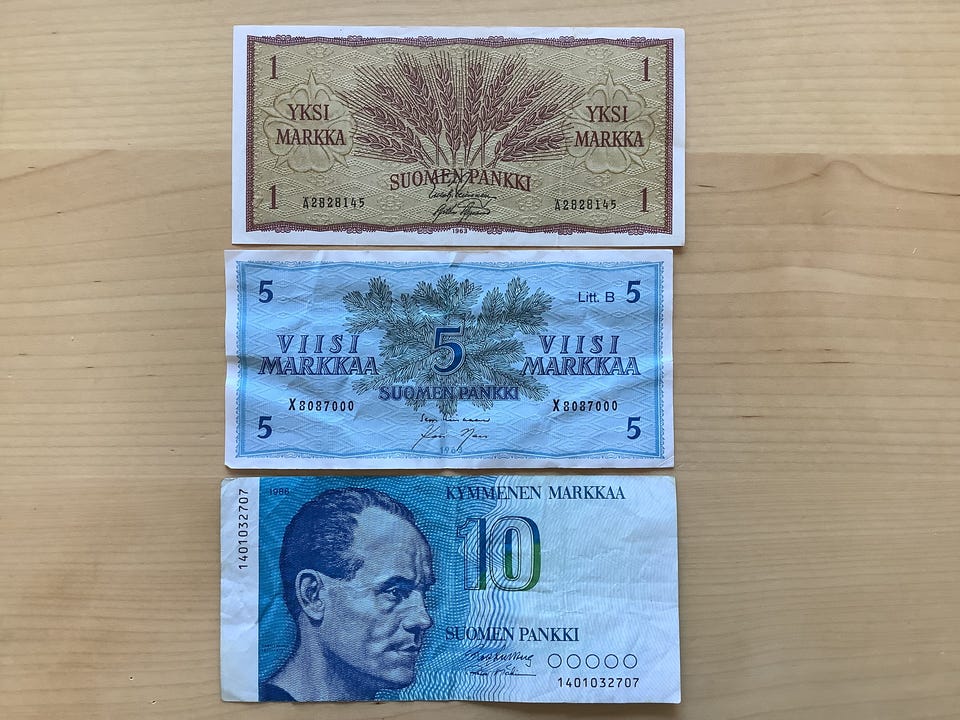 1 1
YKSI MARKKA YKSI MARKKA
SUOMEN PANKKI
1 A2828145 A2828145 1
1963
5 Litt. B 5
VIISI MARKKAA 5 VIISI MARKKAA
SUOMEN PANKKI
X8087000 X8087000
5 5
1963
1401032707
1986 KYMMENEN MARKKAA
10
SUOMEN PANKKI
1401032707